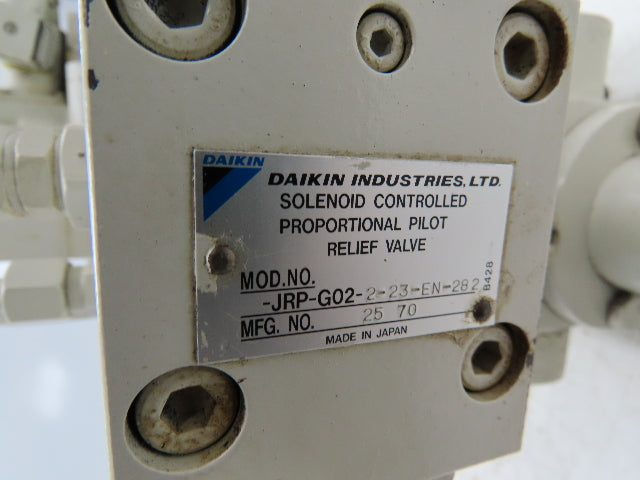 DAIKIN
DAIKIN INDUSTRIES, LTD.
SOLENOID CONTROLLED
PROPORTIONAL PILOT
RELIEF VALVE
MOD.NO.
-JRP-G02-2-23-EN-282
MFG. NO. 25 70
MADE IN JAPAN
8428